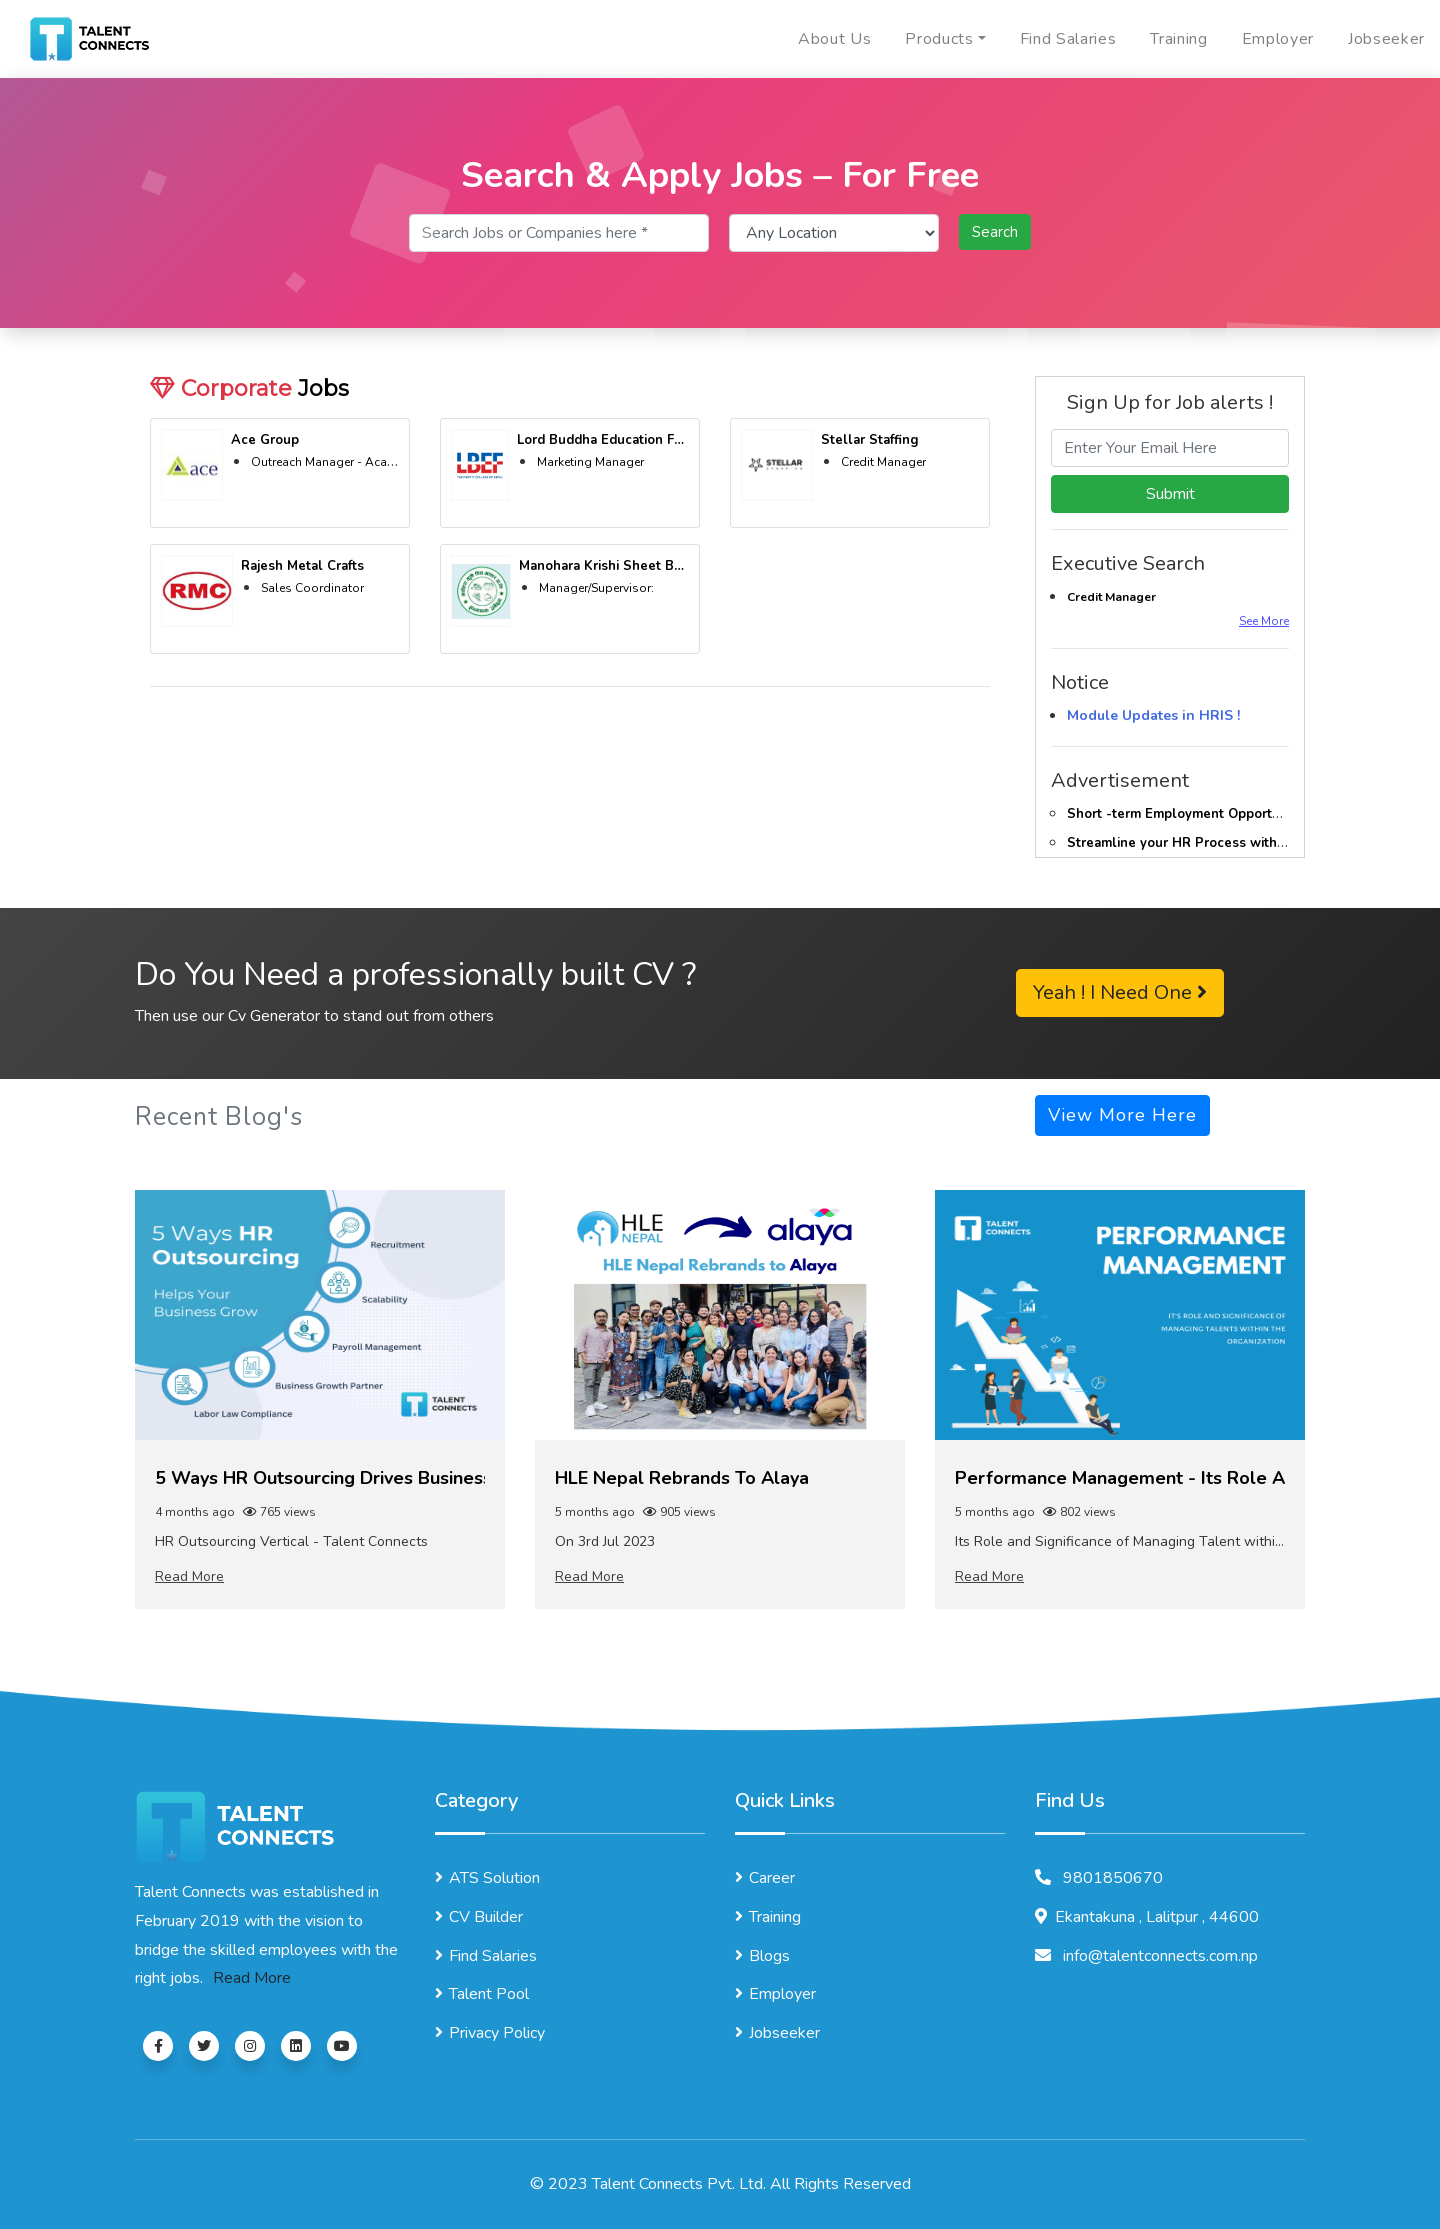 TALENT
CONNECTS
About Us
Products
Find Salaries
Training
Employer
Jobseeker
Search & Apply Jobs – For Free
Search Jobs or Companies here *
Any Location
Search
Corporate Jobs
ace
Ace Group
Outreach Manager - Aca...
LBEF
Lord Buddha Education F...
Marketing Manager
STELLAR
Stellar Staffing
Credit Manager
RMC
Rajesh Metal Crafts
Sales Coordinator
Manohara Krishi Sheet B...
Manager/Supervisor:
Sign Up for Job alerts !
Enter Your Email Here
Submit
Executive Search
Credit Manager
See More
Notice
Module Updates in HRIS !
Advertisement
Short -term Employment Opport...
Streamline your HR Process with...
Do You Need a professionally built CV ?
Then use our Cv Generator to stand out from others
Yeah ! I Need One
Recent Blog's
View More Here
5 Ways HR
Outsourcing
Helps Your
Business Grow
Recruitment
Scalability
Payroll Management
Business Growth Partner
Labor Law Compliance
TALENT
CONNECTS
5 Ways HR Outsourcing Drives Business
4 months ago 765 views
HR Outsourcing Vertical - Talent Connects
Read More
HLE
NEPAL
alaya
HLE Nepal Rebrands to Alaya
HLE Nepal Rebrands To Alaya
5 months ago 905 views
On 3rd Jul 2023
Read More
TALENT
CONNECTS
PERFORMANCE
MANAGEMENT
IT'S ROLE AND SIGNIFICANCE OF
MANAGING TALENTS WITHIN THE
ORGANIZATION
Performance Management - Its Role A
5 months ago 802 views
Its Role and Significance of Managing Talent withi...
Read More
TALENT
CONNECTS
Talent Connects was established in
February 2019 with the vision to
bridge the skilled employees with the
right jobs. Read More
Category
ATS Solution
CV Builder
Find Salaries
Talent Pool
Privacy Policy
Quick Links
Career
Training
Blogs
Employer
Jobseeker
Find Us
9801850670
Ekantakuna , Lalitpur , 44600
info@talentconnects.com.np
© 2023 Talent Connects Pvt. Ltd. All Rights Reserved